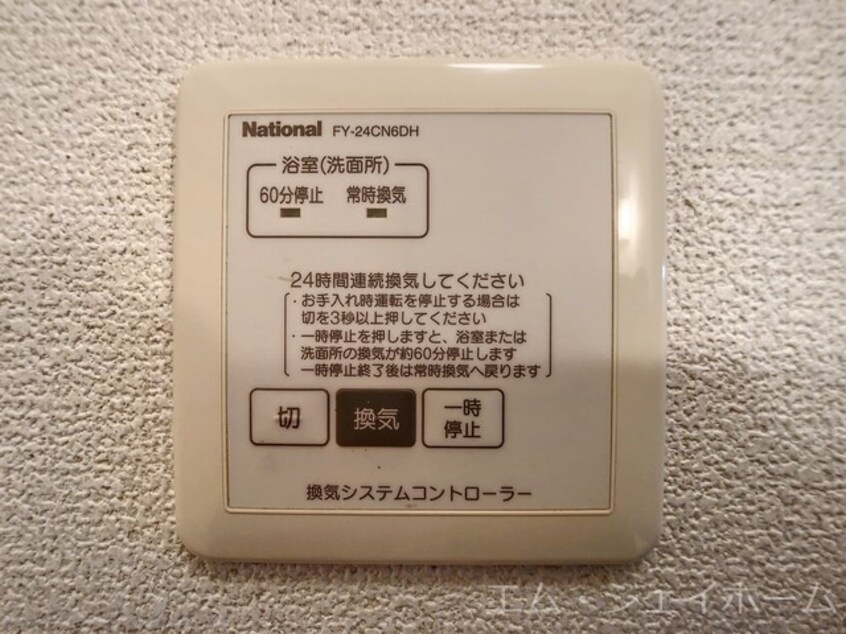 National FY-24CN6DH
浴室(洗面所)
60分停止 常時換気
24時間連続換気してください
・お手入れ時運転を停止する場合は
切を3秒以上押してください
・一時停止を押しますと、浴室または
洗面所の換気が約60分停止します
一時停止終了後は常時換気へ戻ります
切 換気 一時
停止
換気システムコントローラー
エム・ジェイホーム